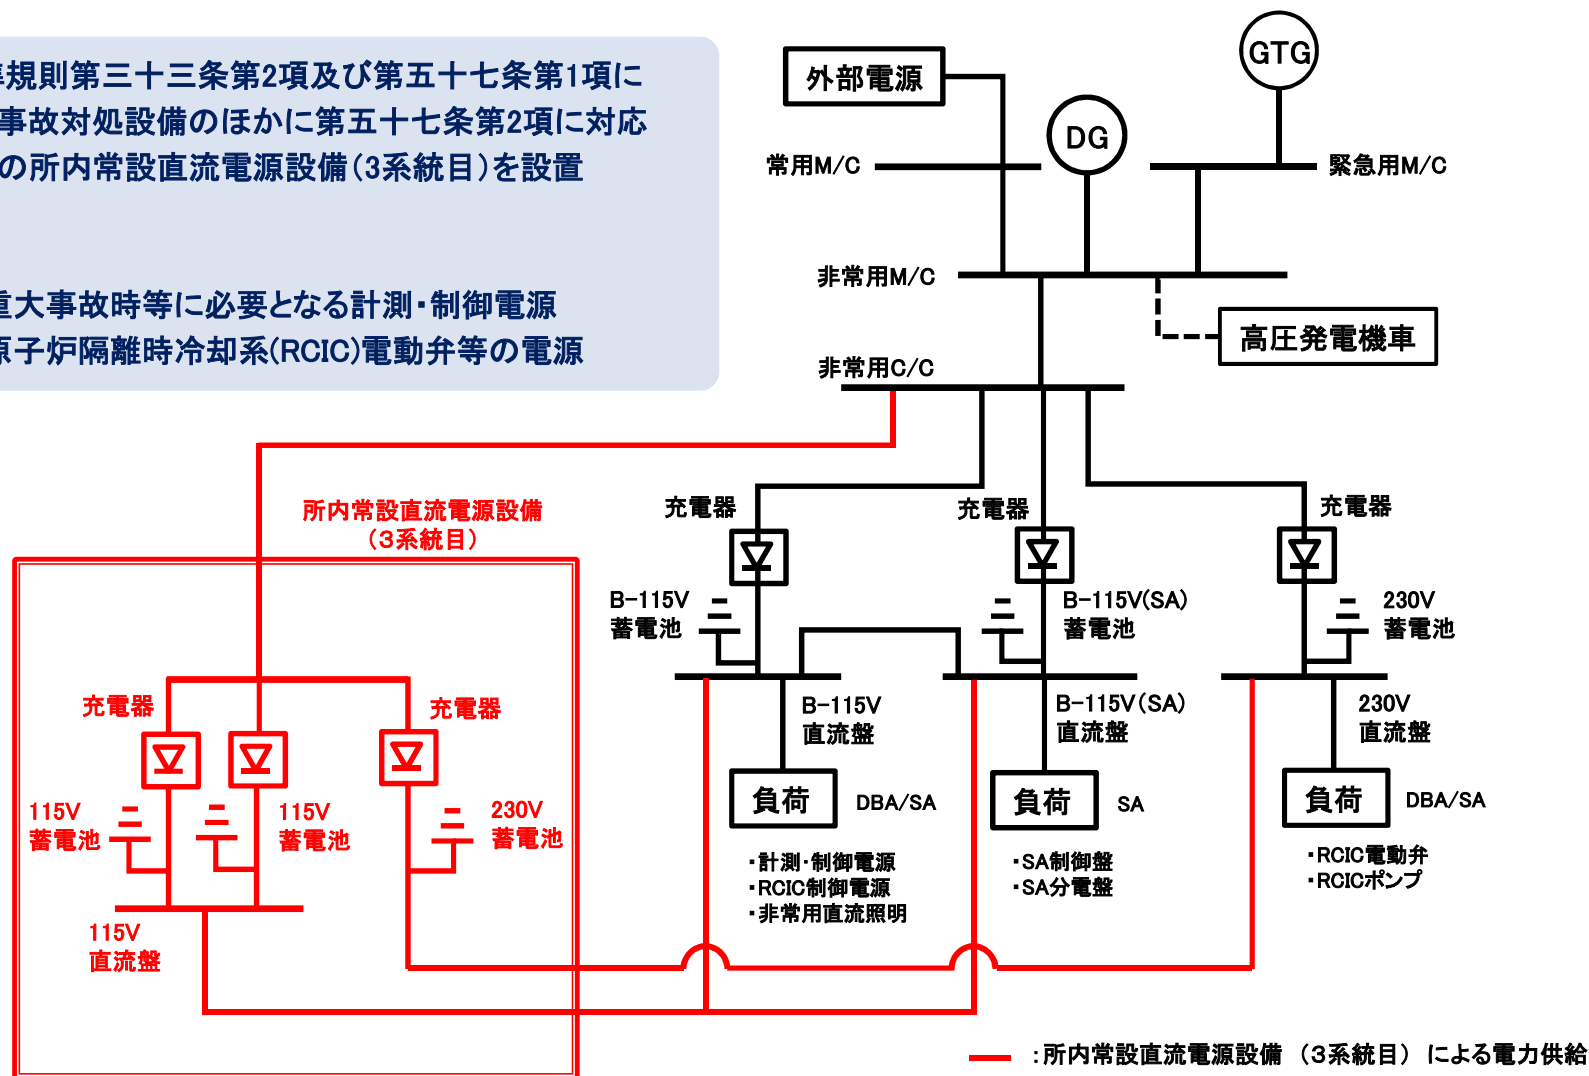 準規則第三十三条第2項及び第五十七条第1項に
事故対処設備のほかに第五十七条第2項に対応
の所内常設直流電源設備(3系統目)を設置
重大事故時等に必要となる計測・制御電源
原子炉隔離時冷却系(RCIC)電動弁等の電源
外部電源
GTG
DG
常用M/C
緊急用M/C
非常用M/C
高圧発電機車
非常用C/C
所内常設直流電源設備
(3系統目)
充電器
充電器
充電器
B-115V
蓄電池
B-115V(SA)
蓄電池
230V
蓄電池
B-115V
直流盤
B-115V(SA)
直流盤
230V
直流盤
充電器
充電器
115V
蓄電池
115V
蓄電池
230V
蓄電池
115V
直流盤
負荷
DBA/SA
負荷
SA
負荷
DBA/SA
・計測・制御電源
・RCIC制御電源
・非常用直流照明
・SA制御盤
・SA分電盤
・RCIC電動弁
・RCICポンプ
:所内常設直流電源設備 (3系統目) による電力供給